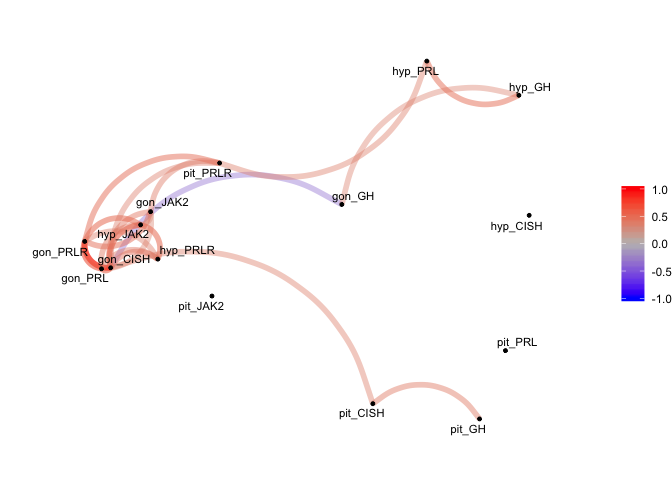 hyp_PRL
hyp_GH
pit_PRLR
gon_GH
gon_JAK2
hyp_CISH
hyp_JAK2
gon_PRLR
hyp_PRLR
gon_CISH
gon_PRL
pit_JAK2
pit_PRL
pit_CISH
pit_GH
1.0
0.5
0.0
-0.5
-1.0